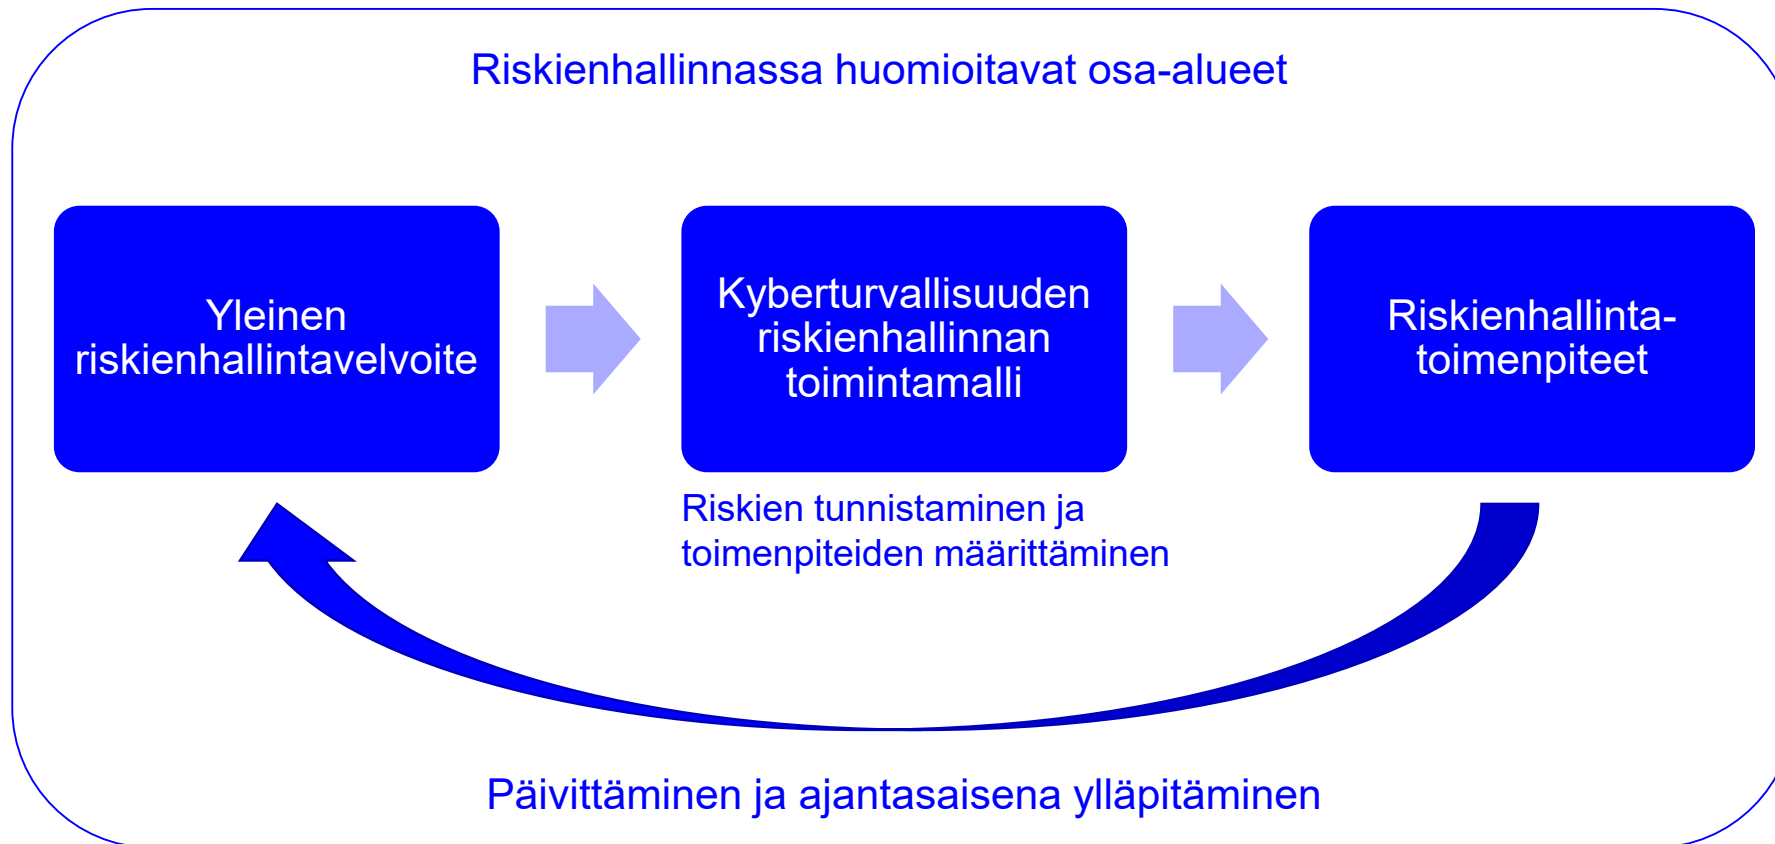 Riskienhallinnassa huomioitavat osa-alueet
Yleinen
riskienhallintavelvoite
Kyberturvallisuuden
riskienhallinnan
toimintamalli
Riskienhallinta-
toimenpiteet
Riskien tunnistaminen ja
toimenpiteiden määrittäminen
Päivittäminen ja ajantasaisena ylläpitäminen